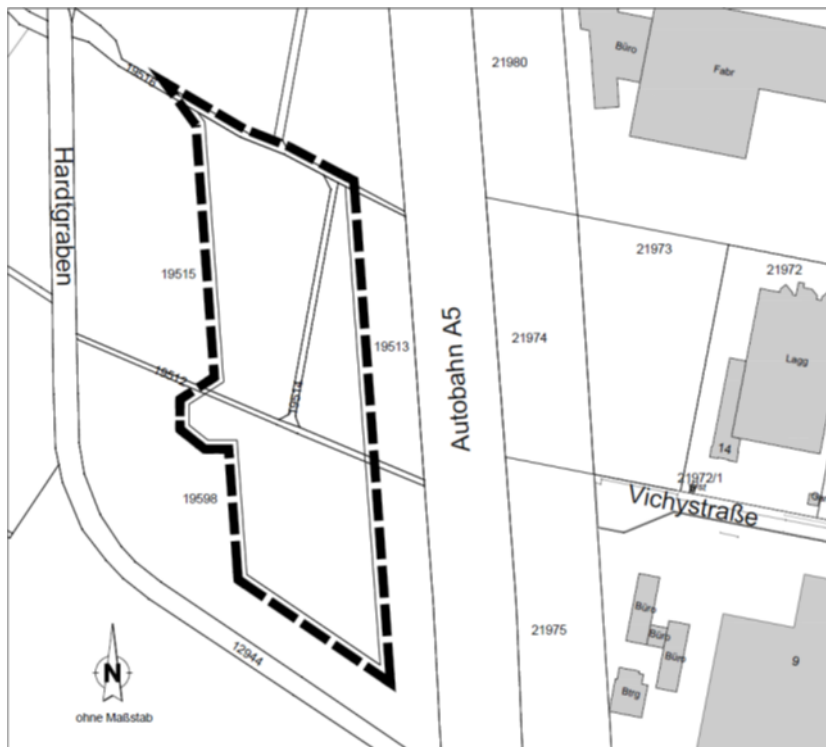 Büro
Fabr
21980
19516
Hardtgraben
21973
21972
19515
19513
21974
Autobahn A5
Lagg
19512
19514
14
21972/1
Vichystraße
19598
21975
Büro
Büro
Büro
9
Btrg
12944
N
ohne Maßstab